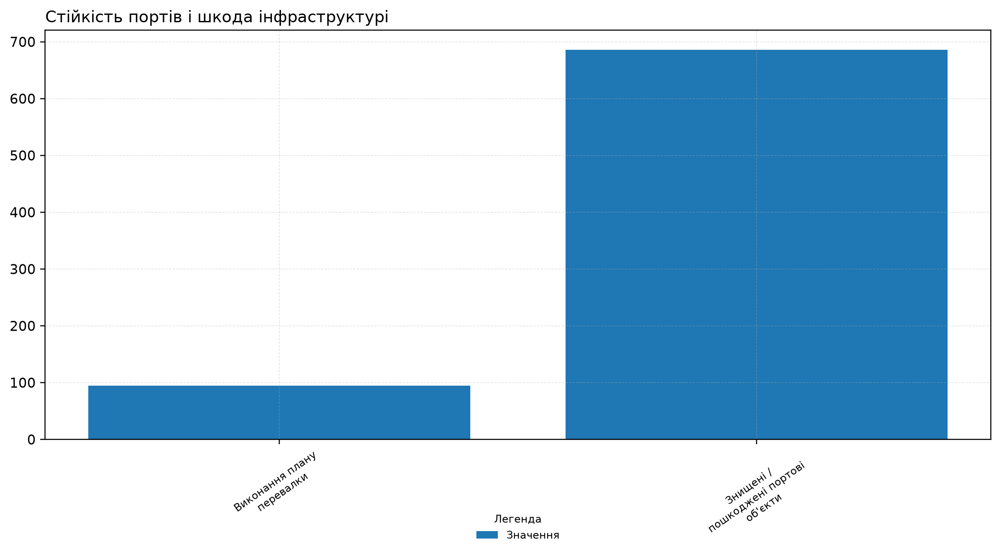 Стійкість портів і шкода інфраструктурі
700
600
500
400
300
200
100
0
Виконання плану
перевалки
Знищені /
пошкоджені портові
об'єкти
Легенда
Значення